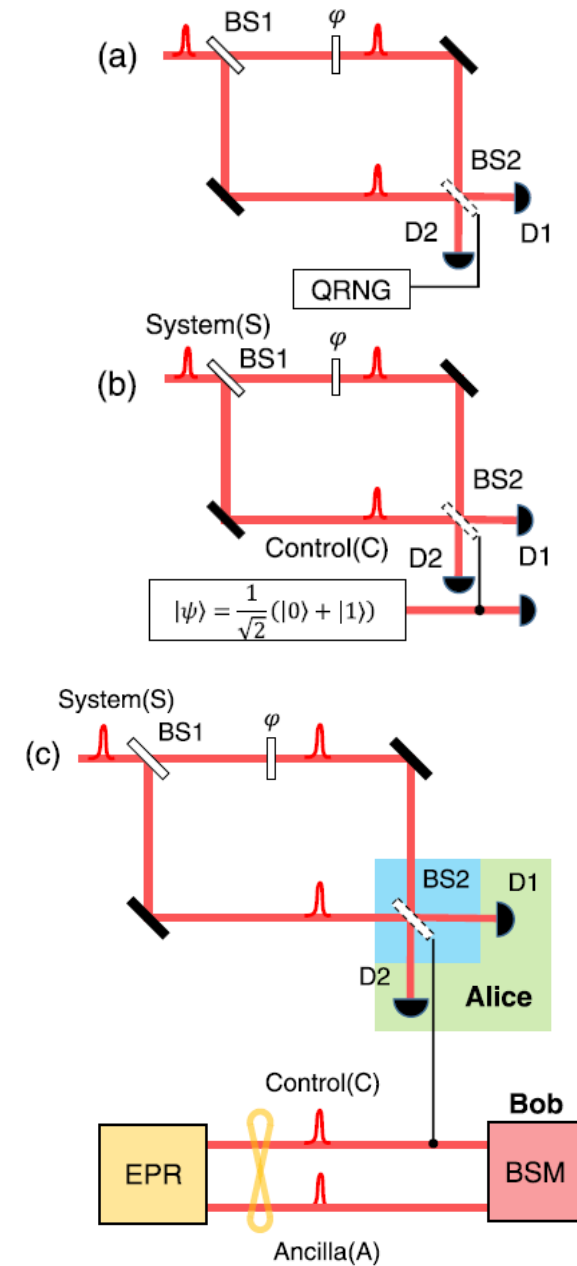 (a)
BS1
φ
BS2
D2
D1
QRNG
System(S)
(b)
BS1
φ
BS2
Control(C)
D2
D1
|ψ⟩ = 1/√2 (|0⟩ + |1⟩)
System(S)
(c)
BS1
φ
BS2
D1
D2
Alice
Control(C)
Bob
EPR
BSM
Ancilla(A)